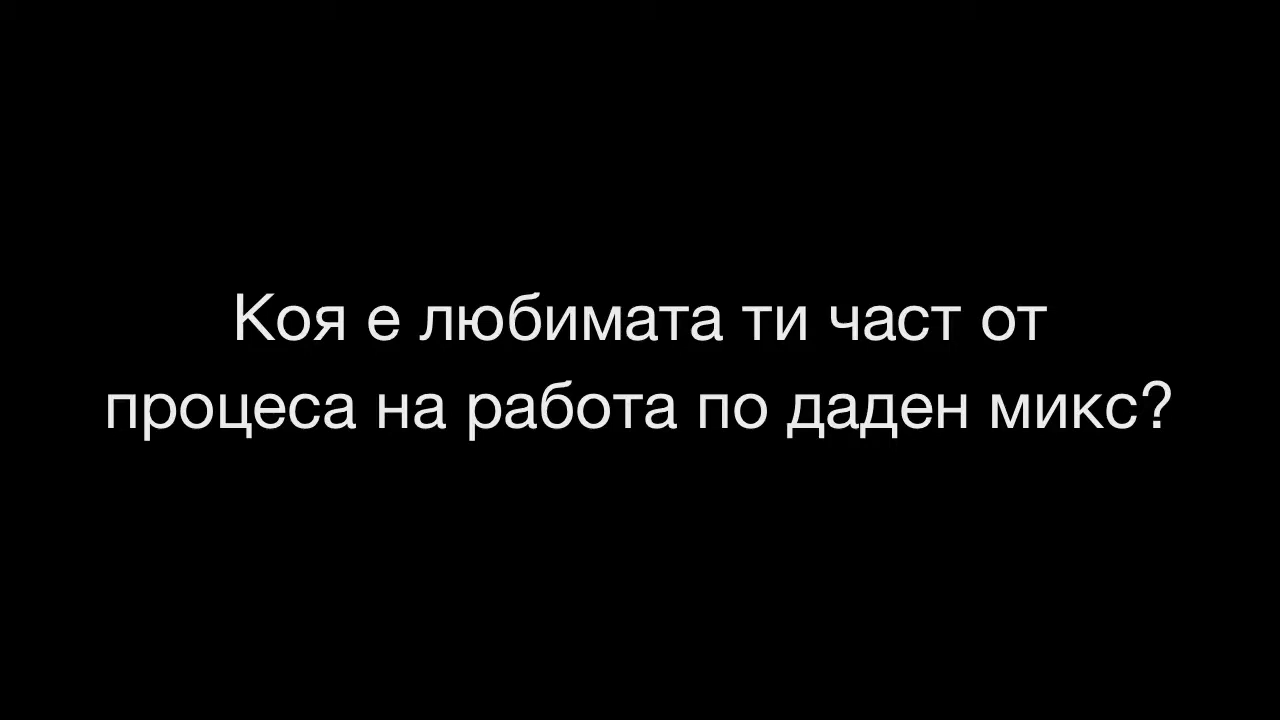 Коя е любимата ти част от
процеса на работа по даден микс?